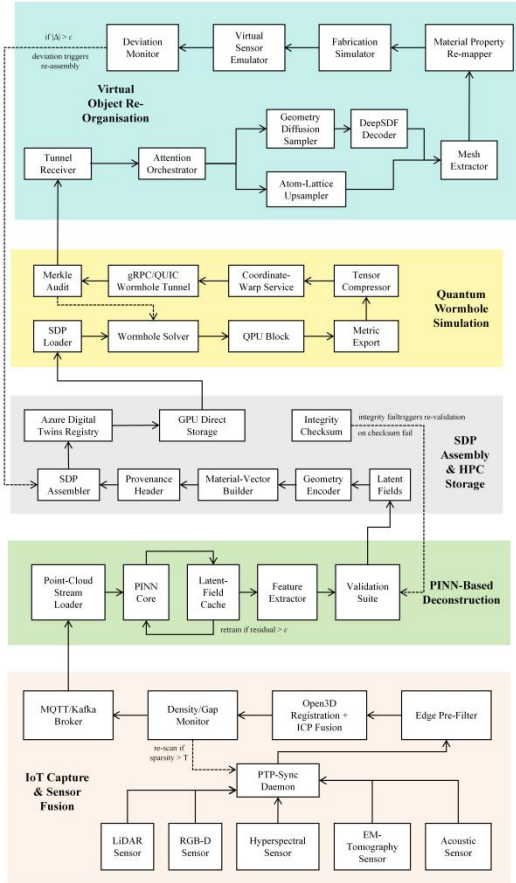 if |Δ| > ε
deviation triggers
re-assembly
Deviation
Monitor
Virtual
Sensor
Emulator
Fabrication
Simulator
Material Property
Re-mapper
Virtual
Object Re-
Organisation
Geometry
Diffusion
Sampler
DeepSDF
Decoder
Tunnel
Receiver
Attention
Orchestrator
Mesh
Extractor
Atom-Lattice
Upsampler
Merkle
Audit
gRPC/QUIC
Wormhole Tunnel
Coordinate-
Warp Service
Tensor
Compressor
Quantum
Wormhole
Simulation
SDP
Loader
Wormhole Solver
QPU Block
Metric
Export
Azure Digital
Twins Registry
GPU Direct
Storage
Integrity
Checksum
integrity failtriggers re-validation
on checksum fail
SDP
Assembly
& HPC
Storage
SDP
Assembler
Provenance
Header
Material-Vector
Builder
Geometry
Encoder
Latent
Fields
Point-Cloud
Stream
Loader
PINN
Core
Latent-
Field
Cache
Feature
Extractor
Validation
Suite
PINN-Based
Deconstruction
retrain if residual > ε
MQTT/Kafka
Broker
Density/Gap
Monitor
Open3D
Registration +
ICP Fusion
Edge Pre-Filter
re-scan if
sparsity > T
PTP-Sync
Daemon
IoT Capture
& Sensor
Fusion
LiDAR
Sensor
RGB-D
Sensor
Hyperspectral
Sensor
EM-
Tomography
Sensor
Acoustic
Sensor